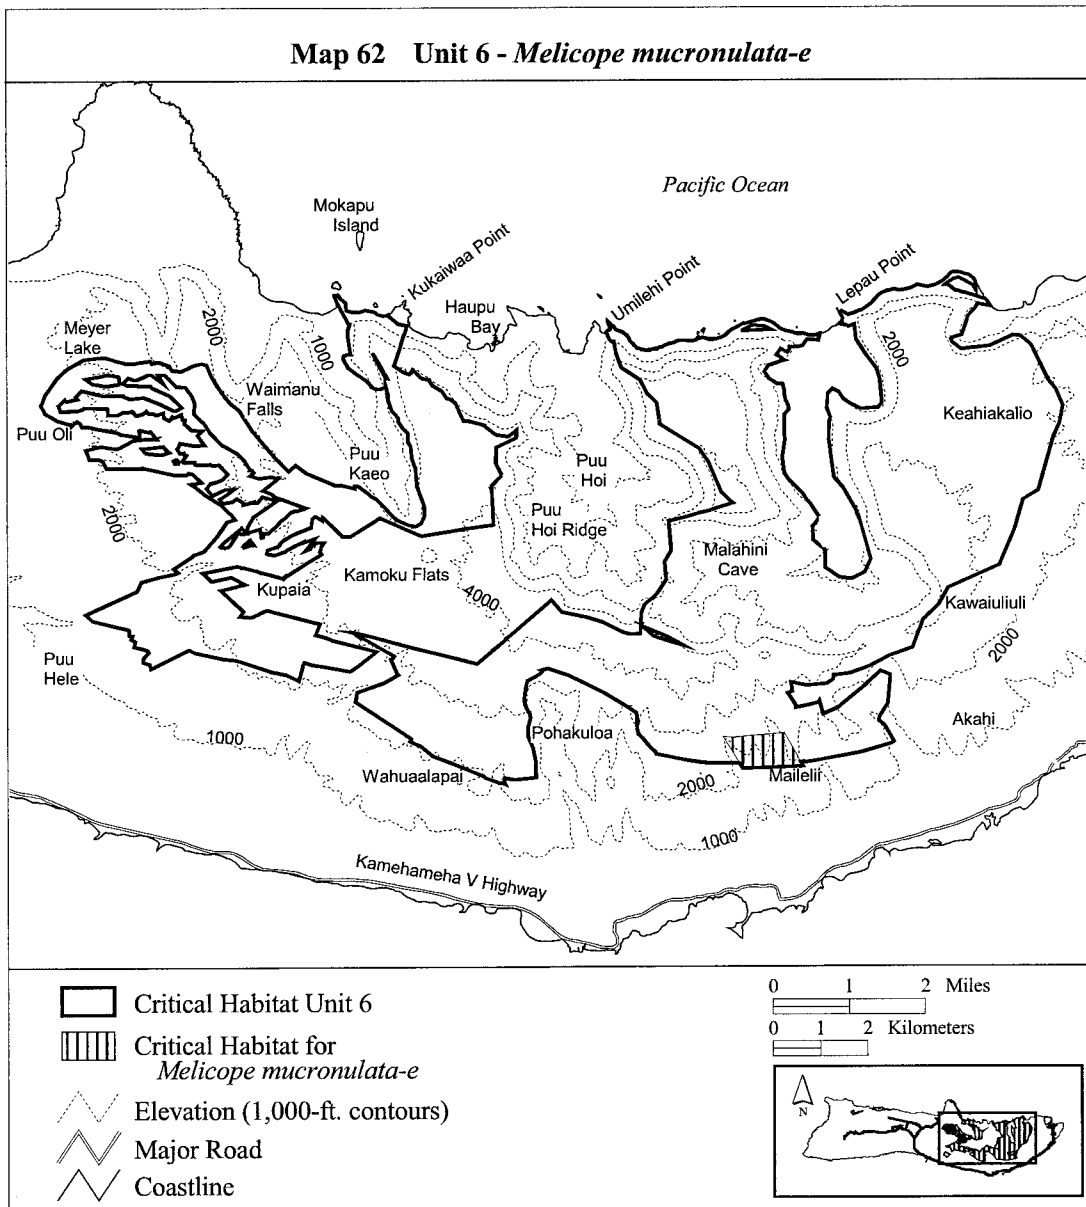 Map 62 Unit 6 - Melicope mucronulata-e
Pacific Ocean
Mokapu
Island
Kukaiwaa Point
Haupu
Bay
Umilehi Point
Lepau Point
Meyer
Lake
2000
1000
2000
Waimanu
Falls
Keahiakalio
Puu Oli
Puu
Kaeo
Puu
Hoi
Puu
Hoi Ridge
2000
Malahini
Cave
Kamoku Flats
Kupaia
4000
Kawaiuliuli
2000
Puu
Hele
Akahi
1000
Pohakuloa
Wahuaalapai
Mailelii
2000
1000
Kamehameha V Highway
Critical Habitat Unit 6
Critical Habitat for
Melicope mucronulata-e
Elevation (1,000-ft. contours)
Major Road
Coastline
0 1 2 Miles
0 1 2 Kilometers
N